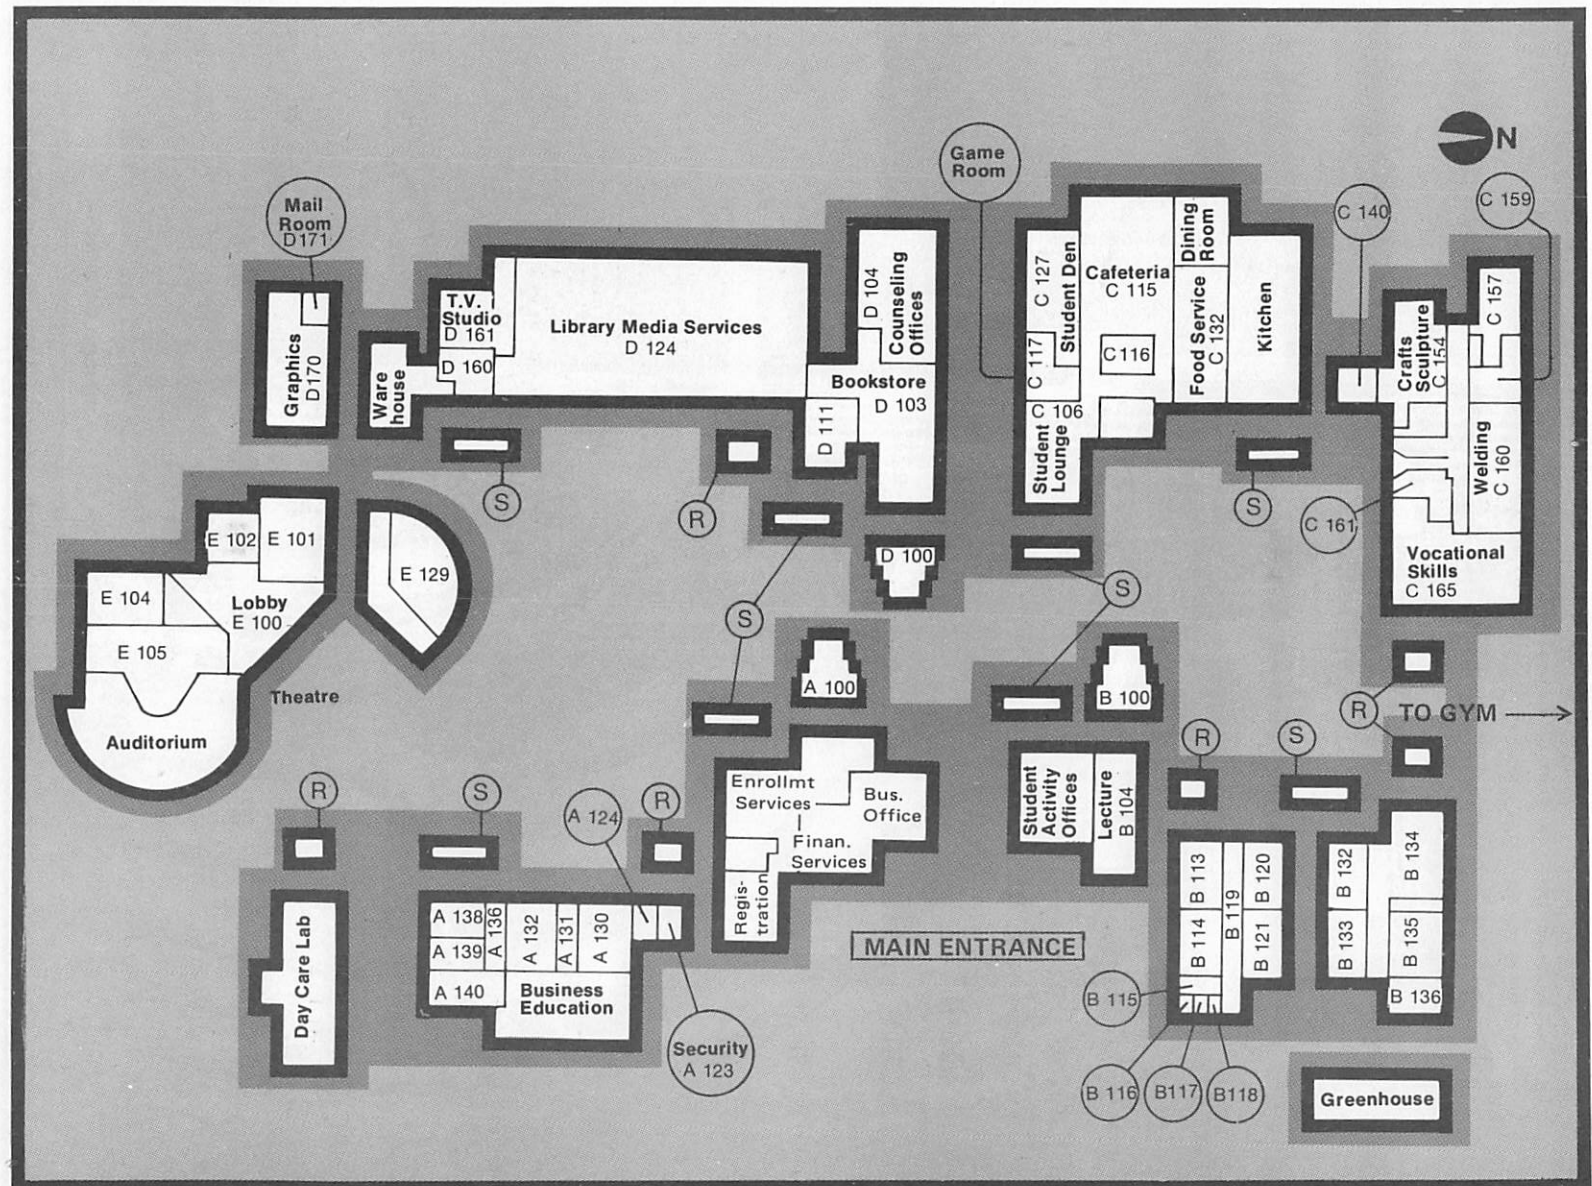 N
Game
Room
Mail
Room
D171
C 140
C 159
T.V.
Studio
D 161
D 160
Library Media Services
D 124
D 104
Counseling
Offices
Bookstore
D 103
D 111
C 127
Student Den
C 117
Cafeteria
C 115
C 116
Dining
Room
Food Service
C 132
Kitchen
C 106
Student
Lounge
Crafts
Sculpture
C 154
C 157
Welding
C 160
C 161
Vocational
Skills
C 165
Graphics
D170
Ware
house
S
R
S
E 102
E 101
E 129
E 104
Lobby
E 100
E 105
Theatre
Auditorium
D 100
S
S
A 100
B 100
R
TO GYM
R
S
R
S
A 124
R
Enrollmt
Services
Bus.
Office
Finan.
Services
Regis-
tration
Student
Activity
Offices
Lecture
B 104
B 113
B 114
B 119
B 120
B 121
B 132
B 133
B 134
B 135
B 136
Day Care Lab
A 138
A 139
A 136
A 132
A 131
A 130
A 140
Business
Education
MAIN ENTRANCE
B 115
Security
A 123
B 116
B117
B118
Greenhouse